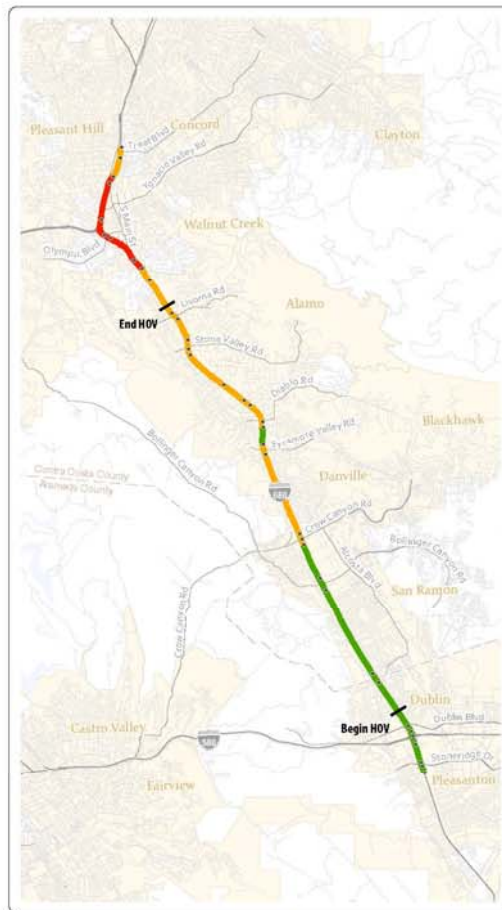 Pleasant Hill
Concord
Treat Blvd
Clayton
Ygnacio Valley Rd
S Main St
Walnut Creek
Olympic Blvd
Livorna Rd
Alamo
End HOV
Stone Valley Rd
Diablo Rd
Blackhawk
Sycamore Valley Rd
Bollinger Canyon Rd
Contra Costa County
Alameda County
Danville
680
Crow Canyon Rd
Alcosta Blvd
Bollinger Canyon Rd
San Ramon
Crow Canyon Rd
Dublin
Dublin Blvd
Castro Valley
Begin HOV
580
Stoneridge Dr
Pleasanton
Fairview